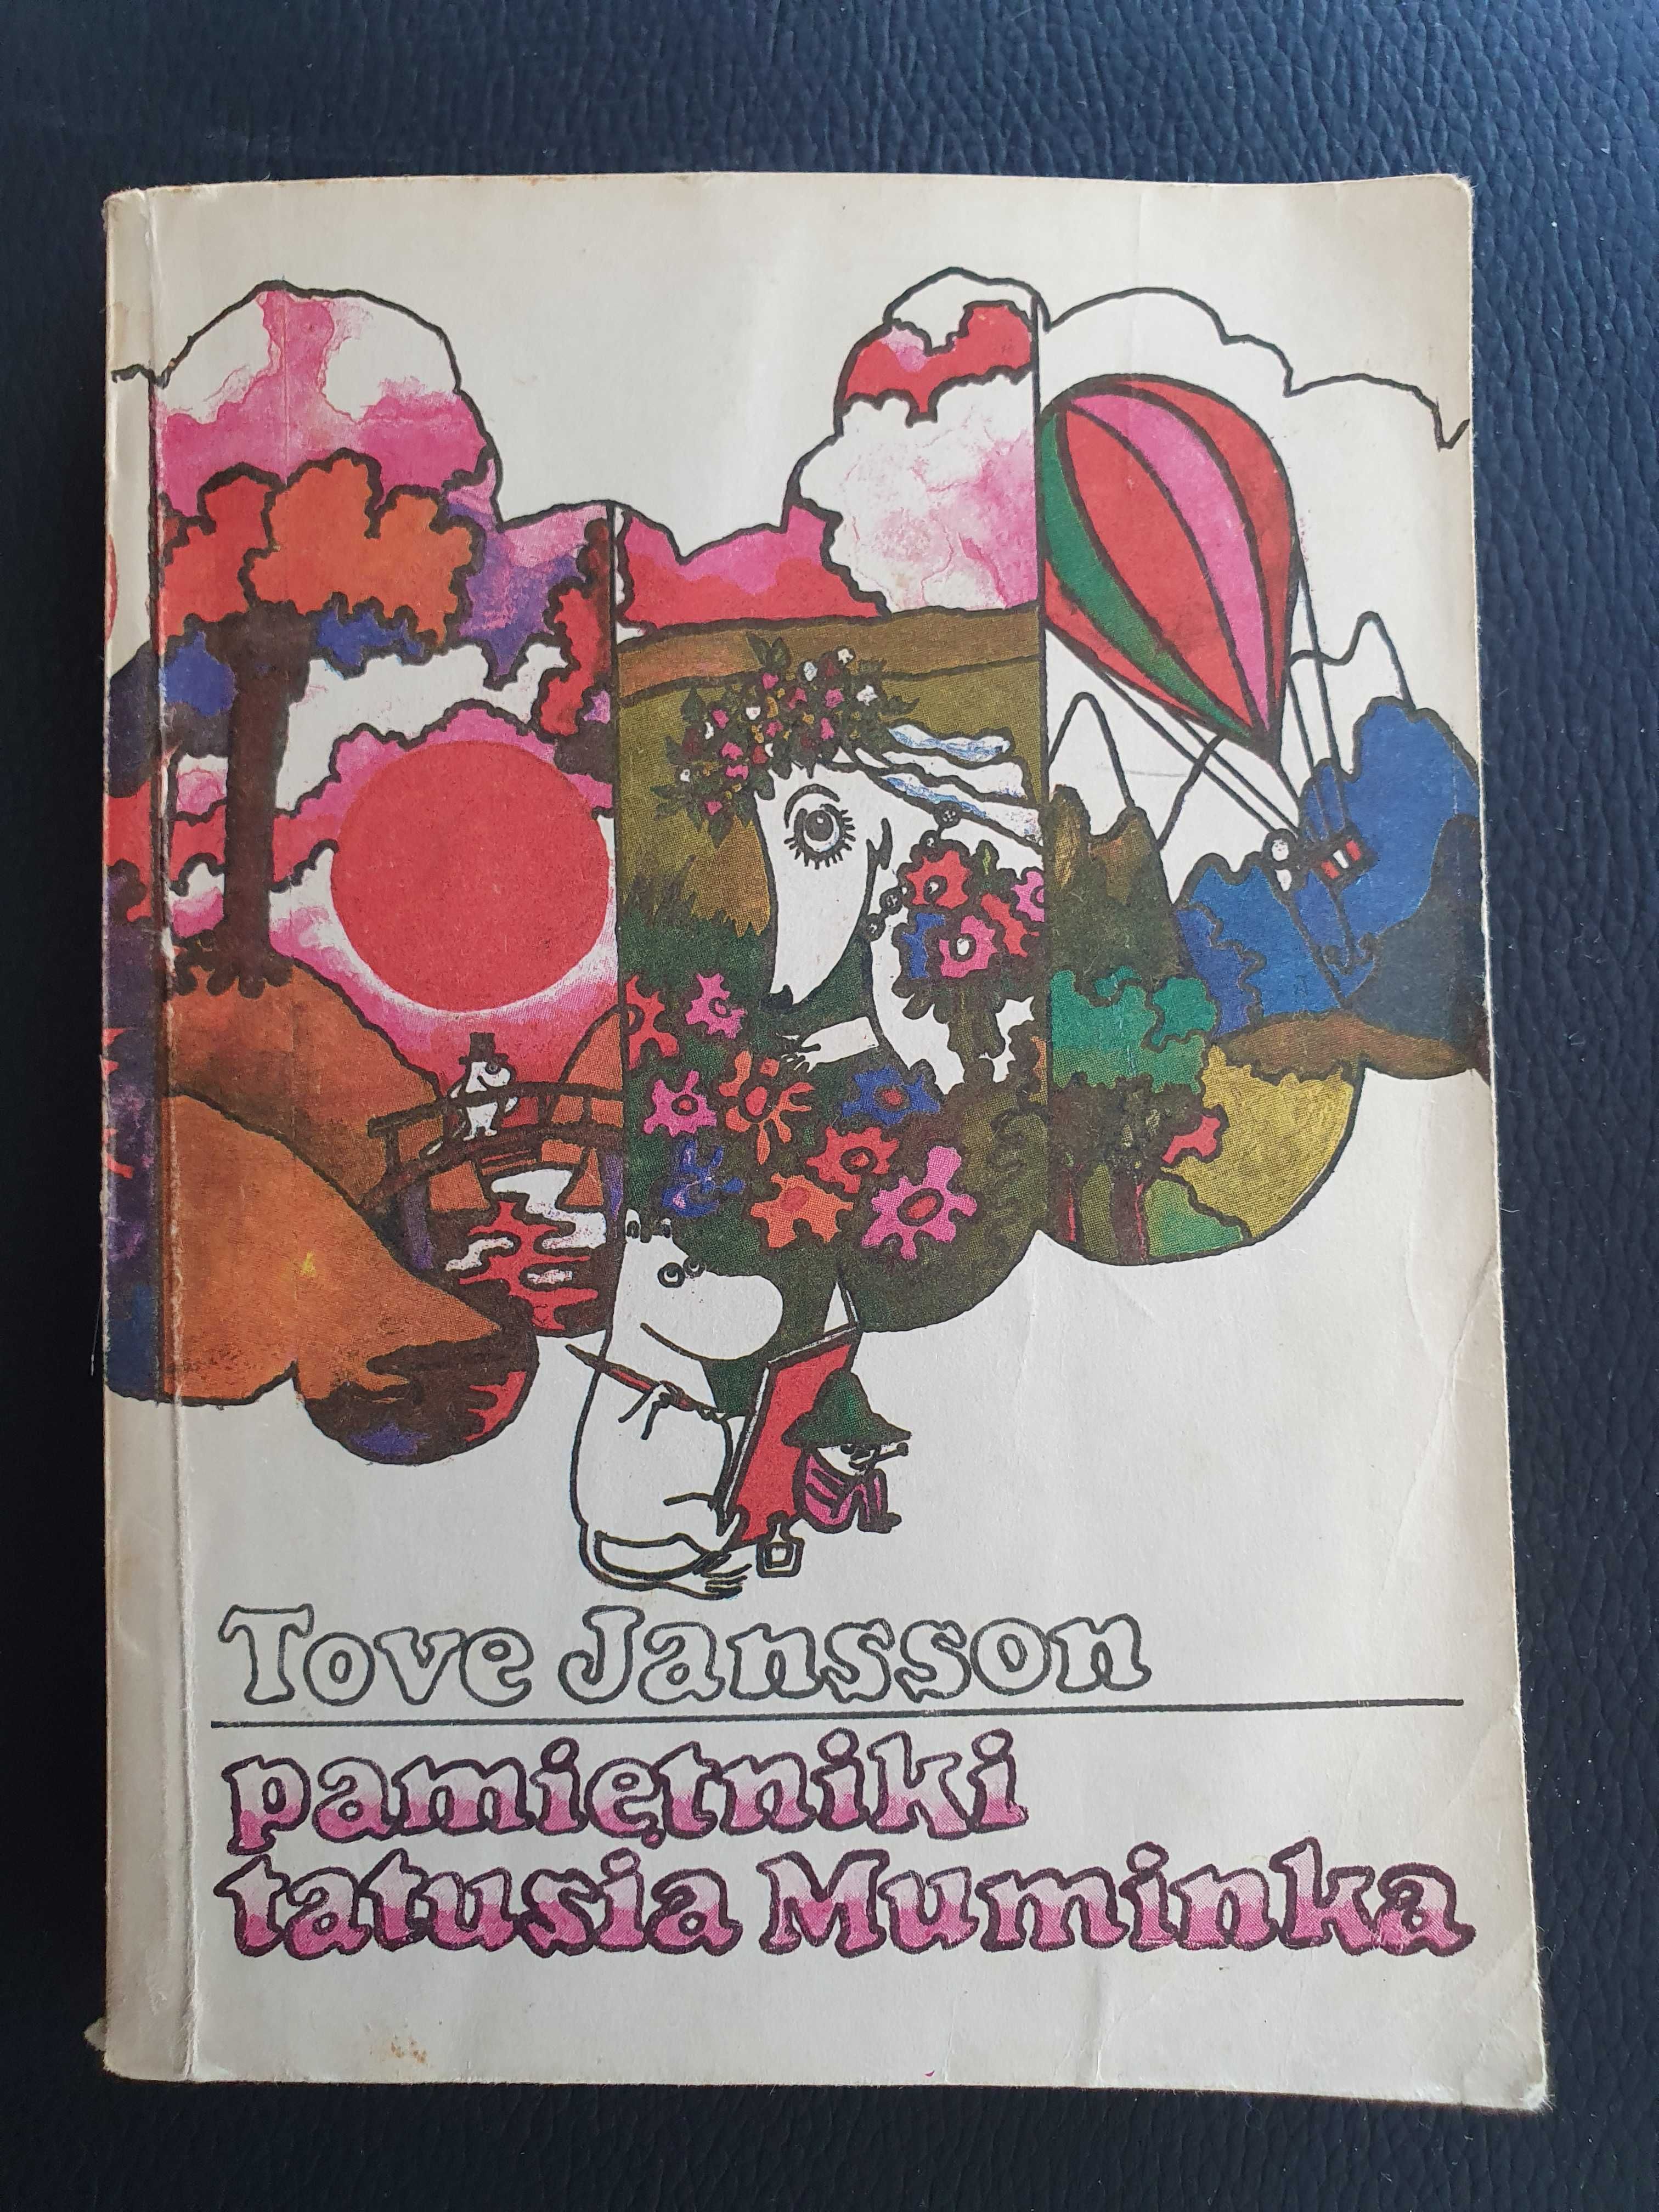 Tove Jansson
pamiętniki
tatusia Muminka